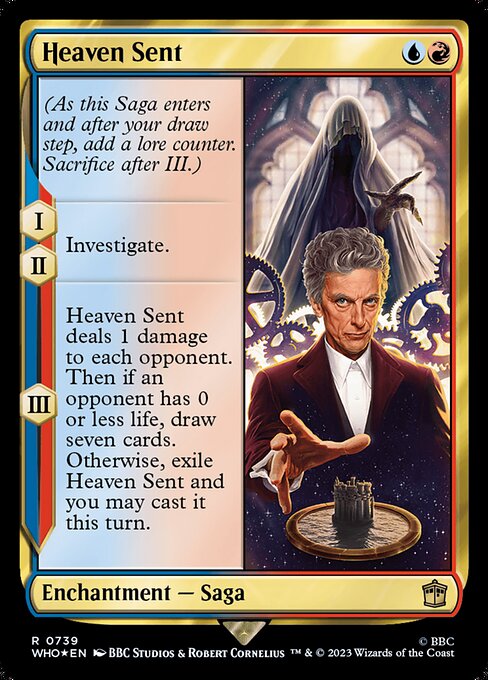 Heaven Sent
(As this Saga enters
and after your draw
step, add a lore counter.
Sacrifice after III.)
I
II
Investigate.
III
Heaven Sent
deals 1 damage
to each opponent.
Then if an
opponent has 0
or less life, draw
seven cards.
Otherwise, exile
Heaven Sent and
you may cast it
this turn.
Enchantment — Saga
R 0739
WHO★EN BBC Studios & Robert Cornelius ™ & © 2023 Wizards of the Coast
© BBC